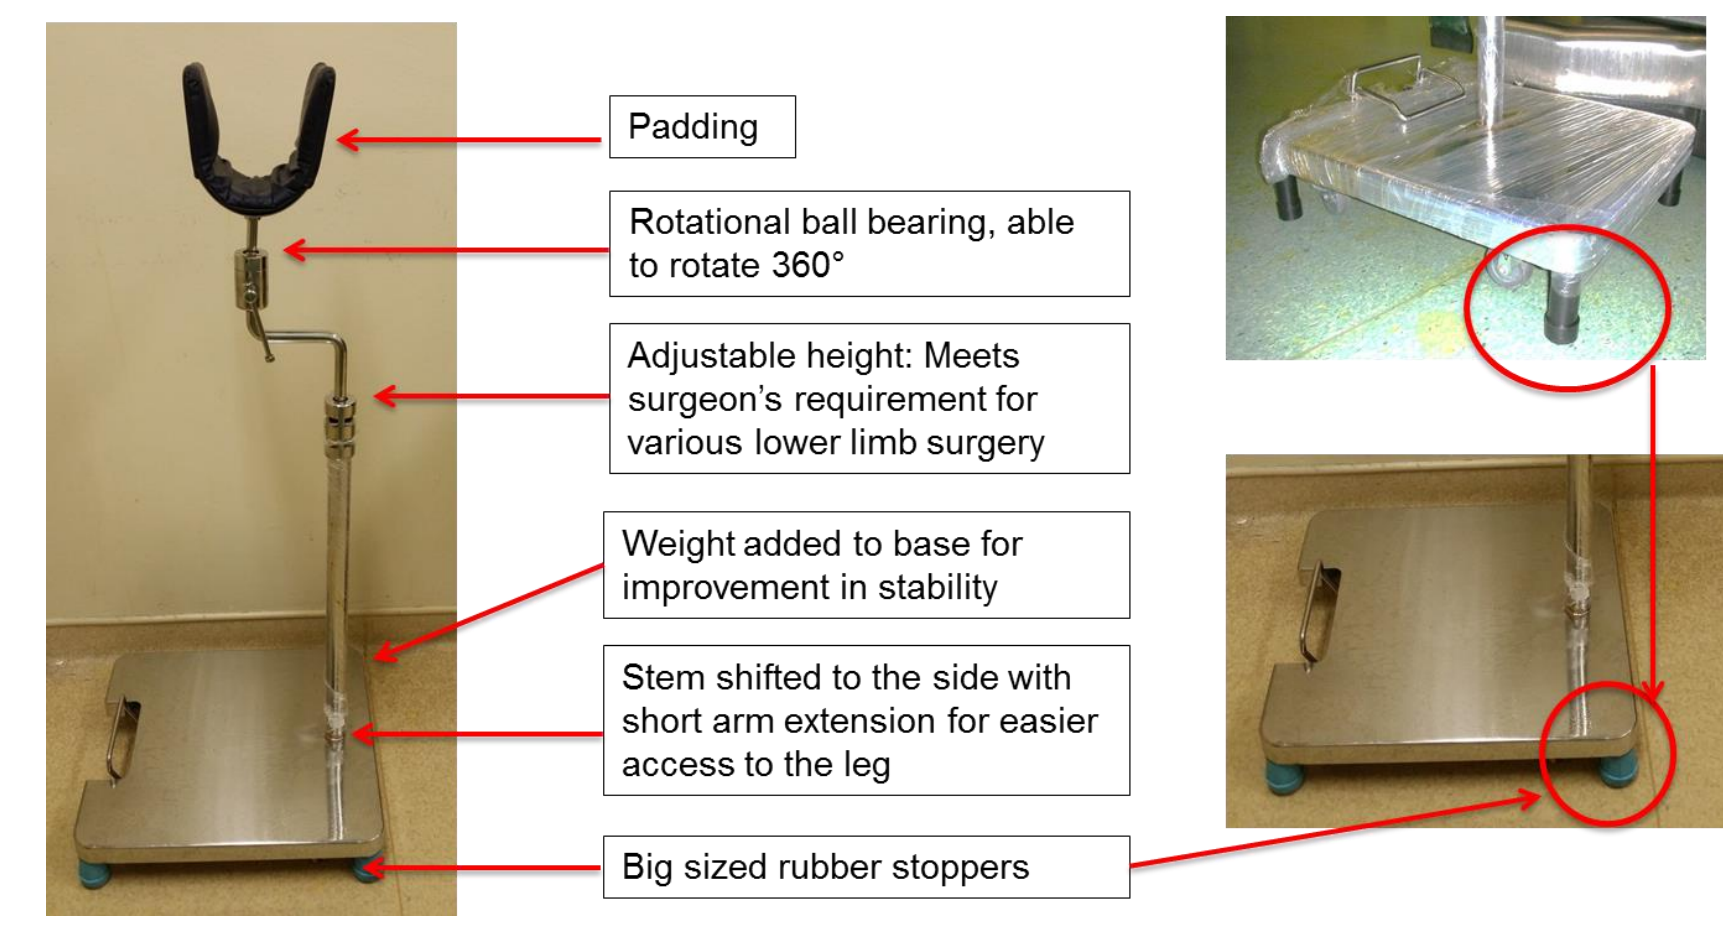 Padding
Rotational ball bearing, able
to rotate 360°
Adjustable height: Meets
surgeon's requirement for
various lower limb surgery
Weight added to base for
improvement in stability
Stem shifted to the side with
short arm extension for easier
access to the leg
Big sized rubber stoppers